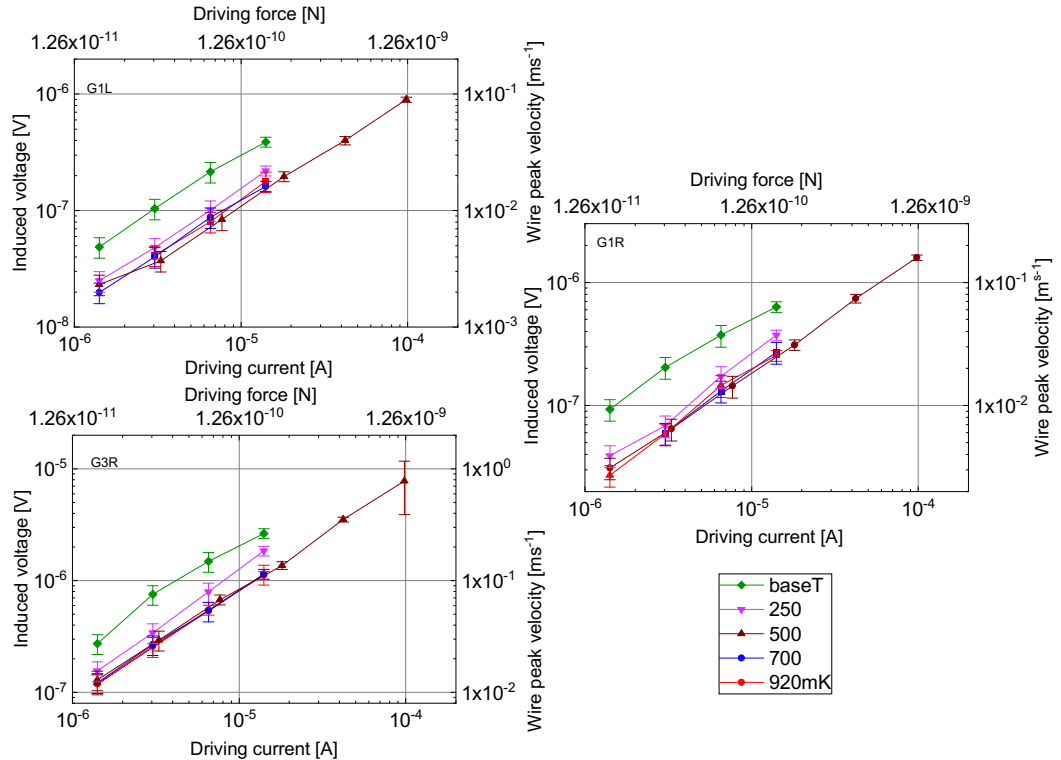 Driving force [N]
1.26x10⁻¹¹ 1.26x10⁻¹⁰ 1.26x10⁻⁹
G1L
10⁻⁶ 1x10⁻¹
10⁻⁷ 1x10⁻²
10⁻⁸ 1x10⁻³
Induced voltage [V]
Wire peak velocity [ms⁻¹]
10⁻⁶ 10⁻⁵ 10⁻⁴
Driving current [A]
Driving force [N]
1.26x10⁻¹¹ 1.26x10⁻¹⁰ 1.26x10⁻⁹
G1R
10⁻⁶ 1x10⁻¹
10⁻⁷ 1x10⁻²
Induced voltage [V]
Wire peak velocity [mˢ⁻¹]
10⁻⁶ 10⁻⁵ 10⁻⁴
Driving current [A]
Driving force [N]
1.26x10⁻¹¹ 1.26x10⁻¹⁰ 1.26x10⁻⁹
G3R
10⁻⁵ 1x10⁰
10⁻⁶ 1x10⁻¹
10⁻⁷ 1x10⁻²
Induced voltage [V]
Wire peak velocity [ms⁻¹]
10⁻⁶ 10⁻⁵ 10⁻⁴
Driving current [A]
baseT
250
500
700
920mK